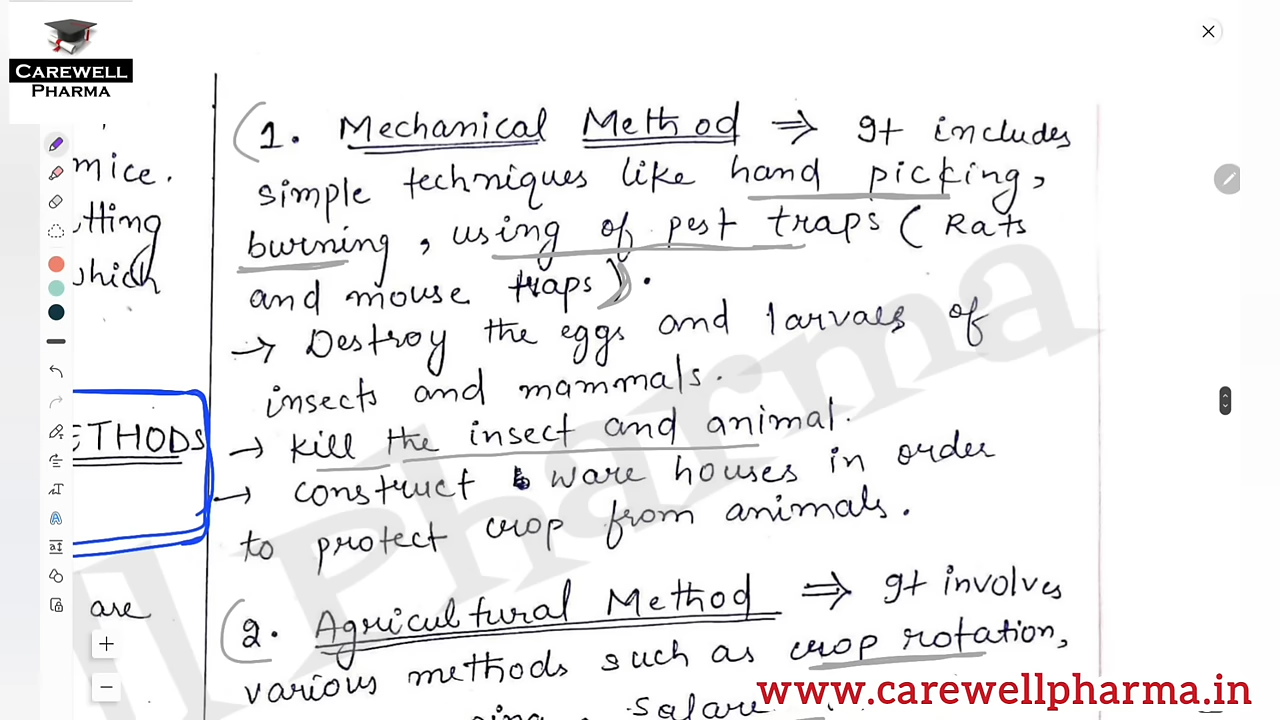 CAREWELL
PHARMA
mice.
tting
which
ETHODS
are
1. Mechanical Method ⇒ It includes
simple techniques like hand picking,
burning, using of pest traps (Rats
and mouse traps).
→ Destroy the eggs and larvaes of
insects and mammals.
→ Kill the insect and animal.
→ construct ware houses in order
to protect crop from animals.
2. Agricultural Method ⇒ It involves
various methods such as crop rotation,
www.carewellpharma.in
l Pharma